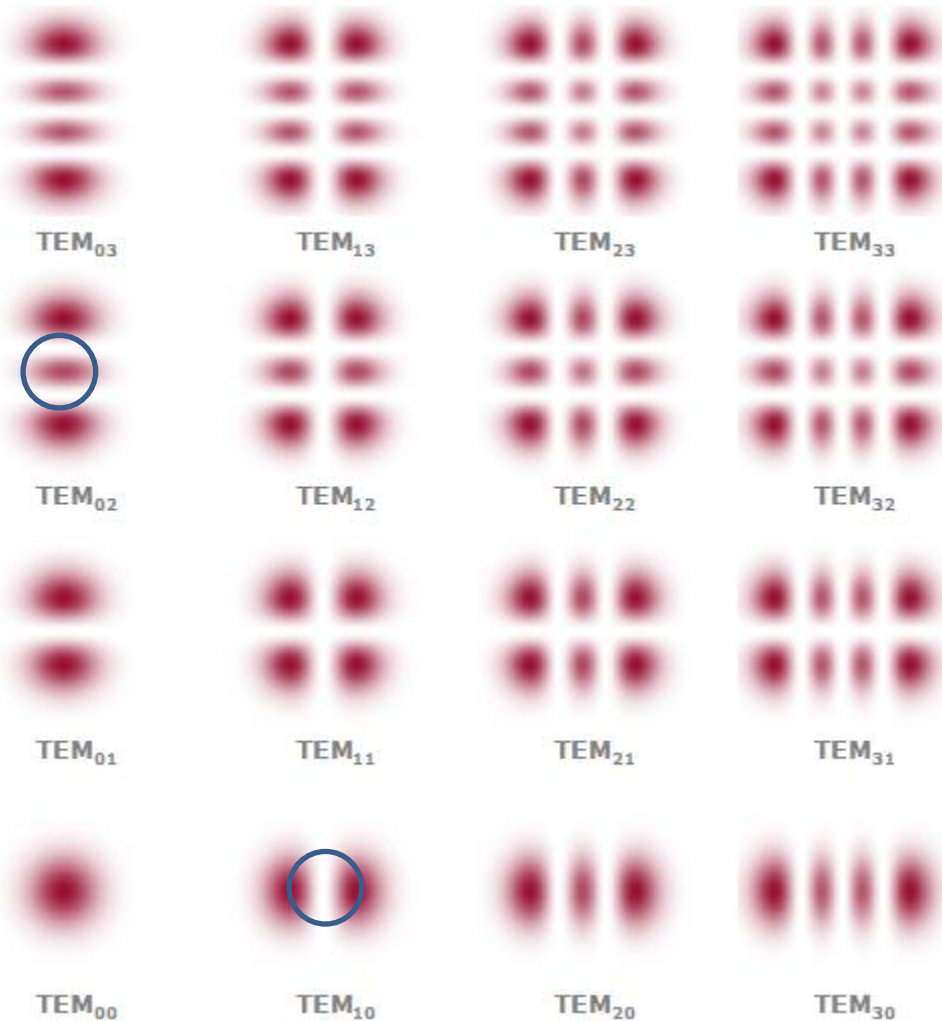 TEM₀₃ TEM₁₃ TEM₂₃ TEM₃₃
TEM₀₂ TEM₁₂ TEM₂₂ TEM₃₂
TEM₀₁ TEM₁₁ TEM₂₁ TEM₃₁
TEM₀₀ TEM₁₀ TEM₂₀ TEM₃₀